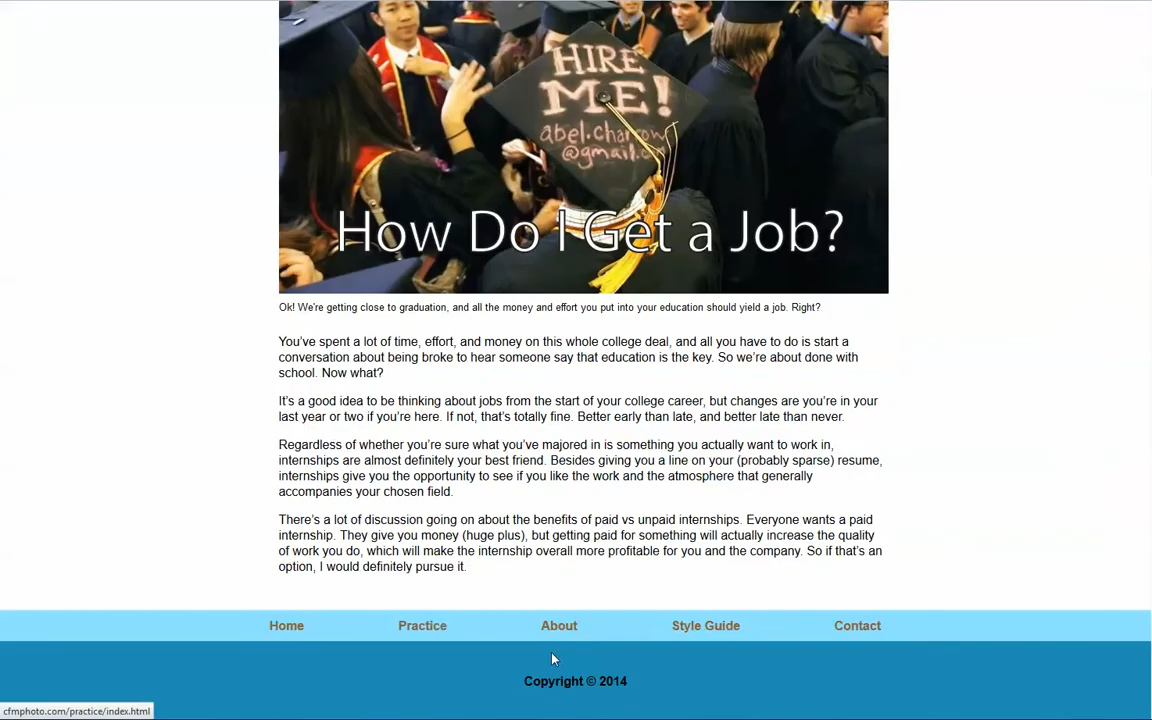 HIRE
ME!
@gmail.com
How Do I Get a Job?
Ok! We're getting close to graduation, and all the money and effort you put into your education should yield a job. Right?
You've spent a lot of time, effort, and money on this whole college deal, and all you have to do is start a
conversation about being broke to hear someone say that education is the key. So we're about done with
school. Now what?
It's a good idea to be thinking about jobs from the start of your college career, but changes are you're in your
last year or two if you're here. If not, that's totally fine. Better early than late, and better late than never.
Regardless of whether you're sure what you've majored in is something you actually want to work in,
internships are almost definitely your best friend. Besides giving you a line on your (probably sparse) resume,
internships give you the opportunity to see if you like the work and the atmosphere that generally
accompanies your chosen field.
There's a lot of discussion going on about the benefits of paid vs unpaid internships. Everyone wants a paid
internship. They give you money (huge plus), but getting paid for something will actually increase the quality
of work you do, which will make the internship overall more profitable for you and the company. So if that's an
option, I would definitely pursue it.
Home Practice About Style Guide Contact
Copyright © 2014
cfmphoto.com/practice/index.html